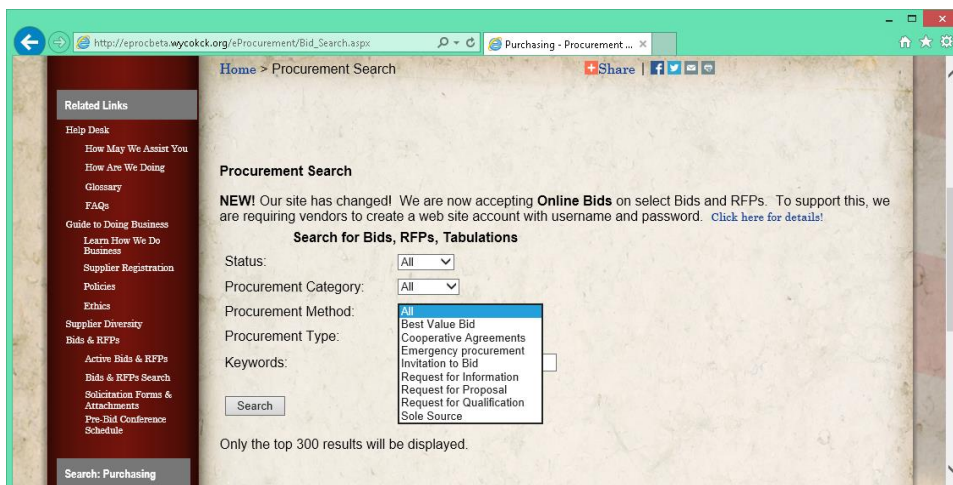 http://eprocbeta.wycokck.org/eProcurement/Bid_Search.aspx
Purchasing - Procurement ...
Home > Procurement Search
Share |
Related Links
Help Desk
How May We Assist You
How Are We Doing
Glossary
FAQs
Guide to Doing Business
Learn How We Do
Business
Supplier Registration
Policies
Ethics
Supplier Diversity
Bids & RFPs
Active Bids & RFPs
Bids & RFPs Search
Solicitation Forms &
Attachments
Pre-Bid Conference
Schedule
Search: Purchasing
Procurement Search
NEW! Our site has changed! We are now accepting Online Bids on select Bids and RFPs. To support this, we
are requiring vendors to create a web site account with username and password. Click here for details!
Search for Bids, RFPs, Tabulations
Status: All
Procurement Category: All
Procurement Method: All
Best Value Bid
Cooperative Agreements
Emergency procurement
Invitation to Bid
Request for Information
Request for Proposal
Request for Qualification
Sole Source
Procurement Type:
Keywords:
Search
Only the top 300 results will be displayed.